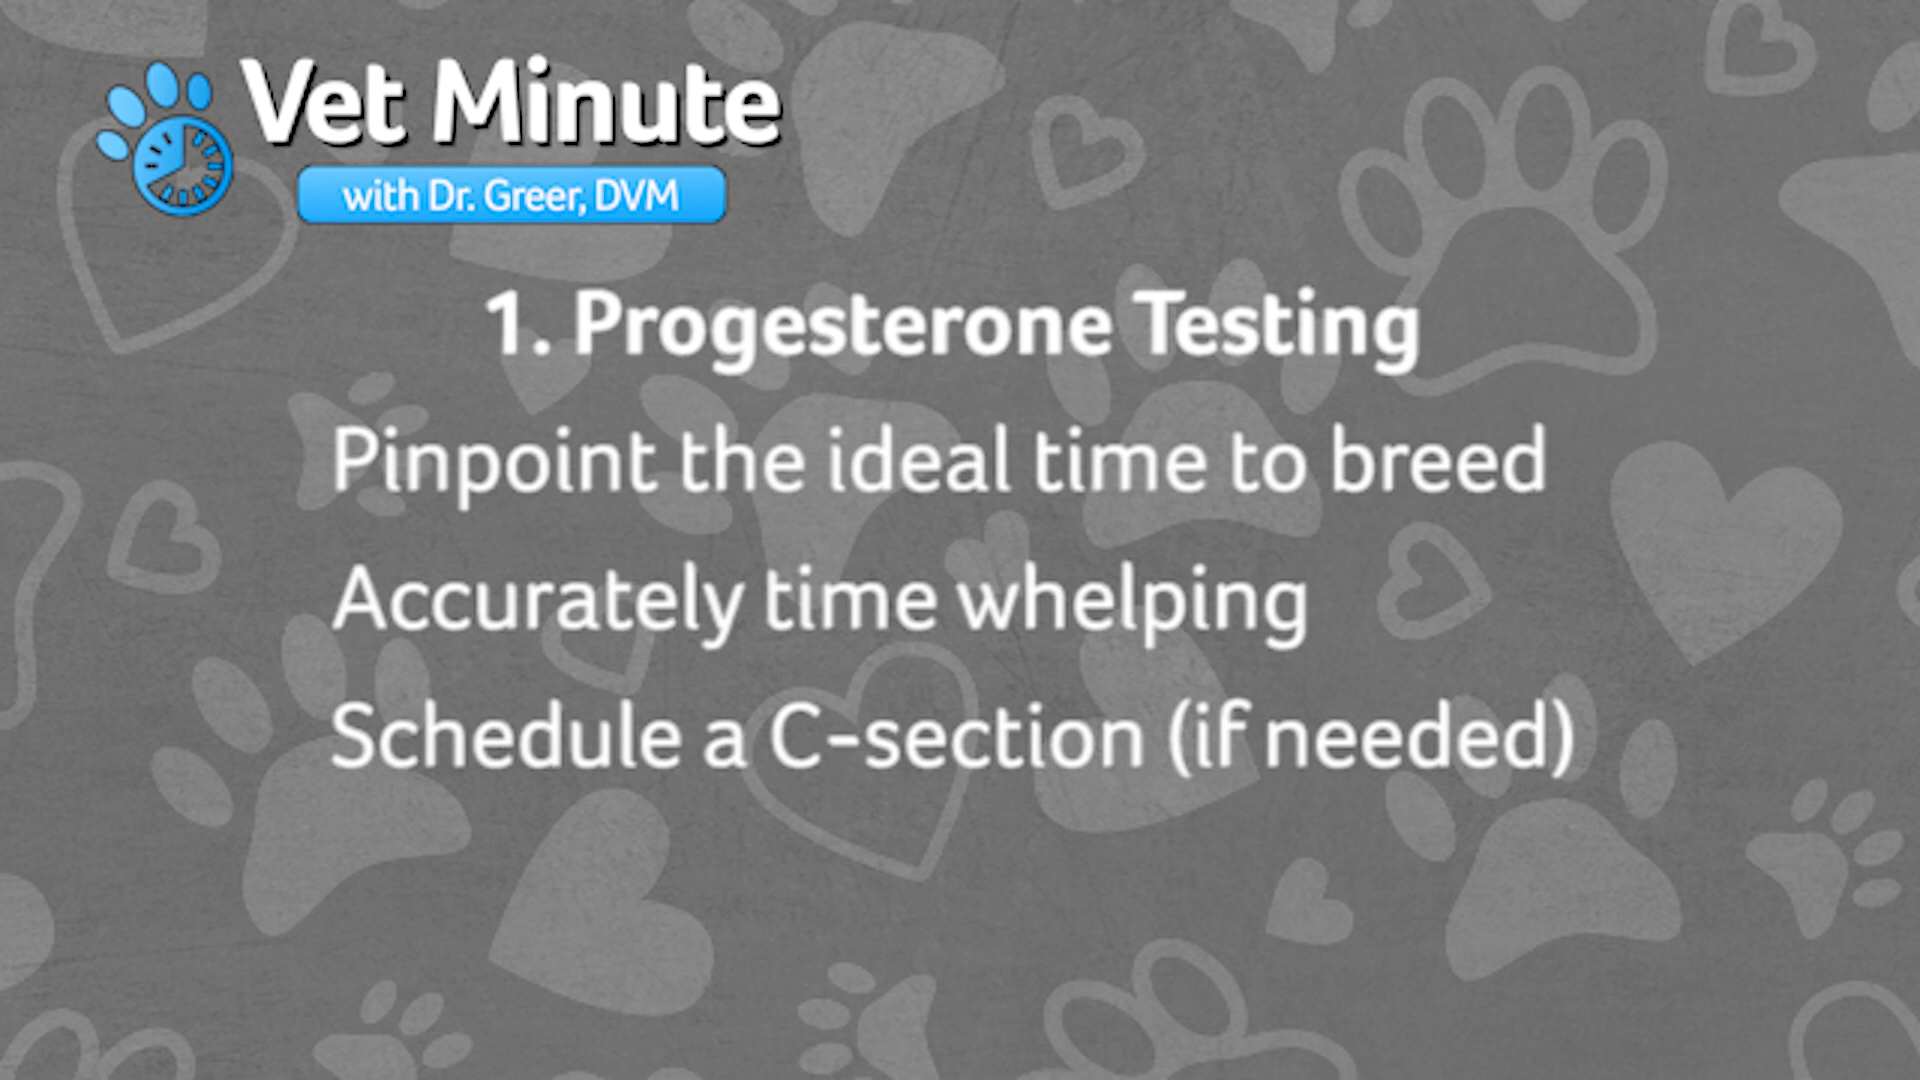 Vet Minute
with Dr. Greer, DVM
1. Progesterone Testing
Pinpoint the ideal time to breed
Accurately time whelping
Schedule a C-section (if needed)